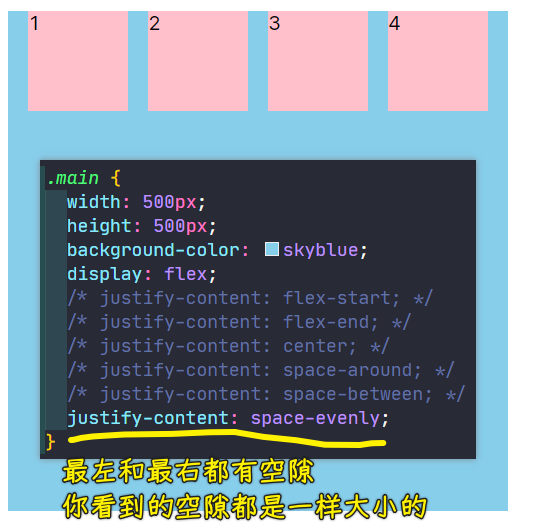 1 2 3 4
.main {
width: 500px;
height: 500px;
background-color: skyblue;
display: flex;
/* justify-content: flex-start; */
/* justify-content: flex-end; */
/* justify-content: center; */
/* justify-content: space-around; */
/* justify-content: space-between; */
justify-content: space-evenly;
}
最左和最右都有空隙
你看到的空隙都是一样大小的